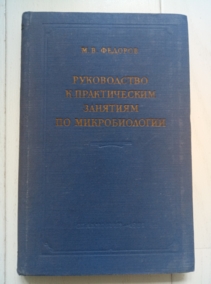 М. В. ФЕДОРОВ
РУКОВОДСТВО
К ПРАКТИЧЕСКИМ
ЗАНЯТИЯМ
ПО МИКРОБИОЛОГИИ